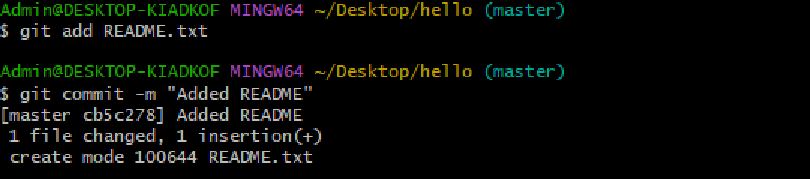 Admin@DESKTOP-KIADKOF MINGW64 ~/Desktop/hello (master)
$ git add README.txt
Admin@DESKTOP-KIADKOF MINGW64 ~/Desktop/hello (master)
$ git commit -m "Added README"
[master cb5c278] Added README
1 file changed, 1 insertion(+)
create mode 100644 README.txt